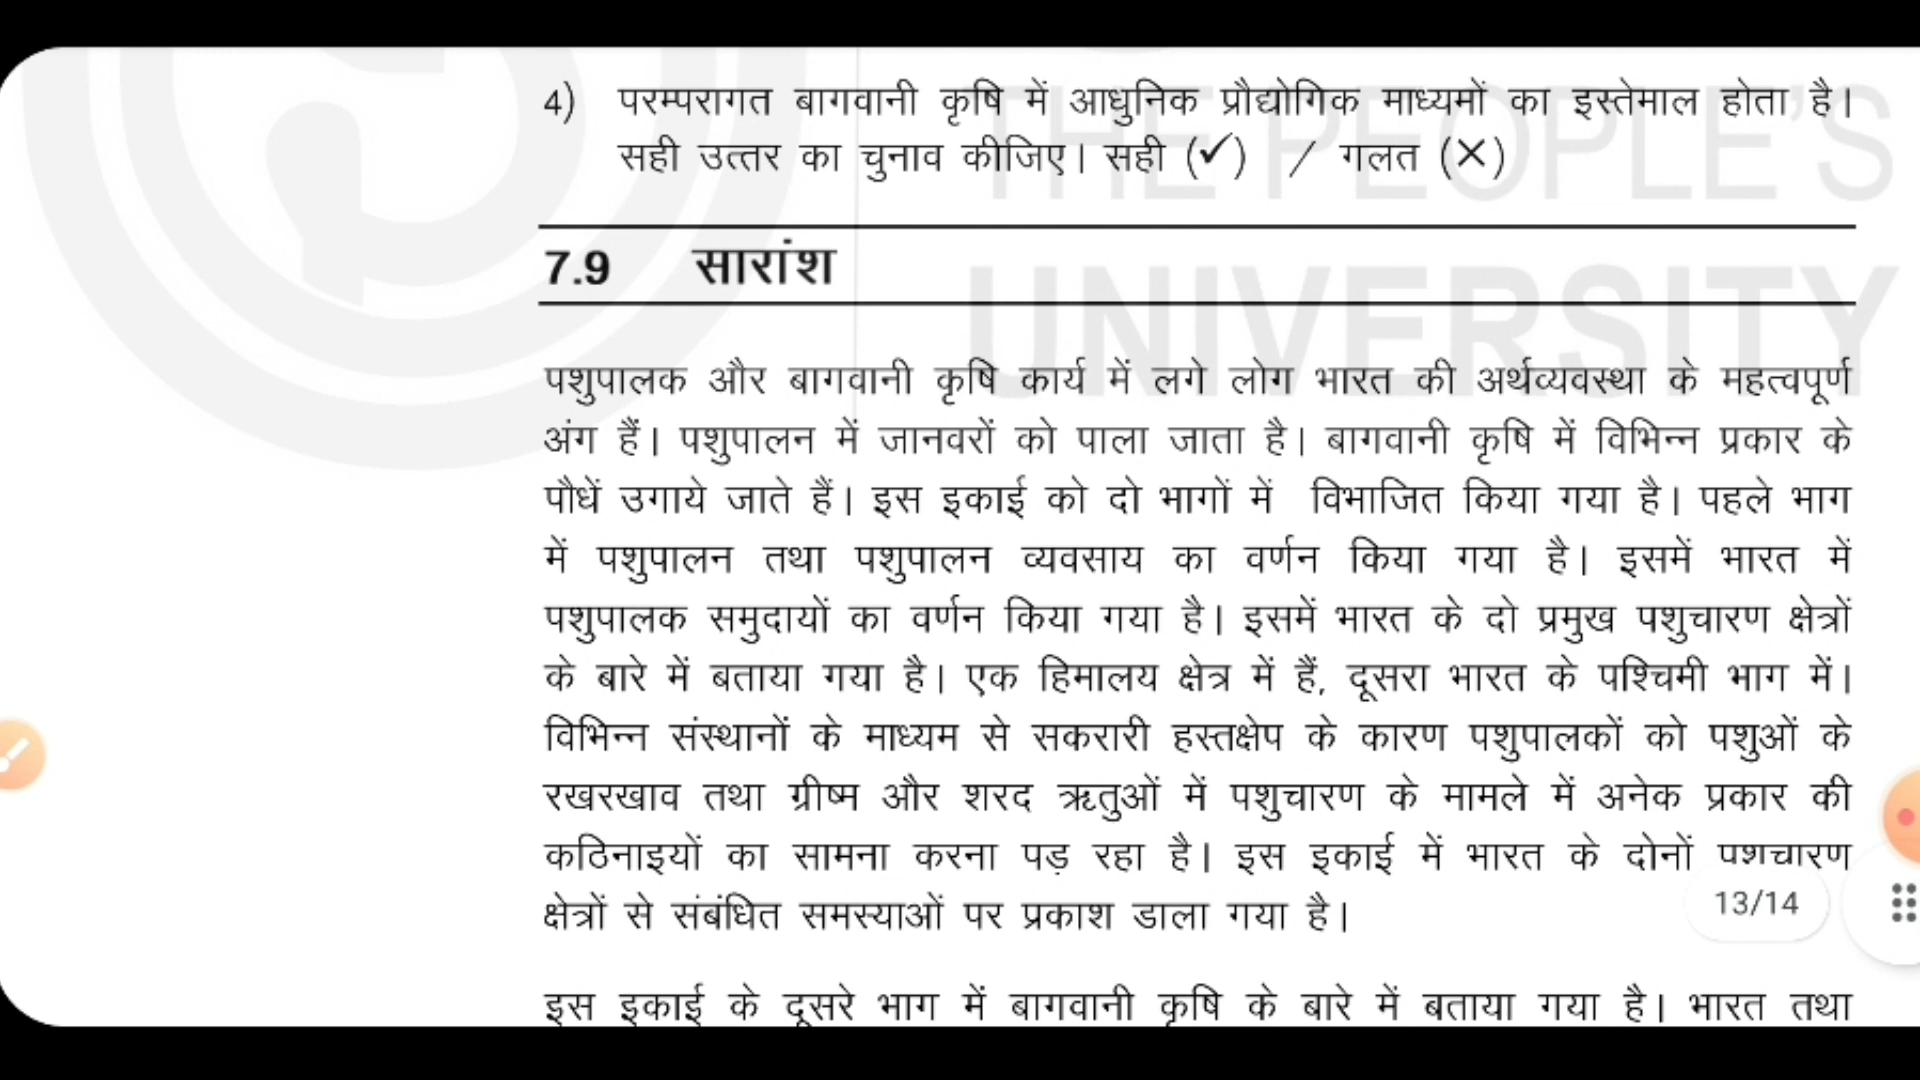 4) परम्परागत बागवानी कृषि में आधुनिक प्रौद्योगिक माध्यमों का इस्तेमाल होता है।
सही उत्तर का चुनाव कीजिए। सही (✓) / गलत (✕)
THE PEOPLE'S
UNIVERSITY
7.9 सारांश
पशुपालक और बागवानी कृषि कार्य में लगे लोग भारत की अर्थव्यवस्था के महत्वपूर्ण
अंग हैं। पशुपालन में जानवरों को पाला जाता है। बागवानी कृषि में विभिन्न प्रकार के
पौधें उगाये जाते हैं। इस इकाई को दो भागों में विभाजित किया गया है। पहले भाग
में पशुपालन तथा पशुपालन व्यवसाय का वर्णन किया गया है। इसमें भारत में
पशुपालक समुदायों का वर्णन किया गया है। इसमें भारत के दो प्रमुख पशुचारण क्षेत्रों
के बारे में बताया गया है। एक हिमालय क्षेत्र में हैं, दूसरा भारत के पश्चिमी भाग में।
विभिन्न संस्थानों के माध्यम से सकरारी हस्तक्षेप के कारण पशुपालकों को पशुओं के
रखरखाव तथा ग्रीष्म और शरद ऋतुओं में पशुचारण के मामले में अनेक प्रकार की
कठिनाइयों का सामना करना पड़ रहा है। इस इकाई में भारत के दोनों पशुचारण
क्षेत्रों से संबंधित समस्याओं पर प्रकाश डाला गया है।
13/14
इस इकाई के दूसरे भाग में बागवानी कृषि के बारे में बताया गया है। भारत तथा